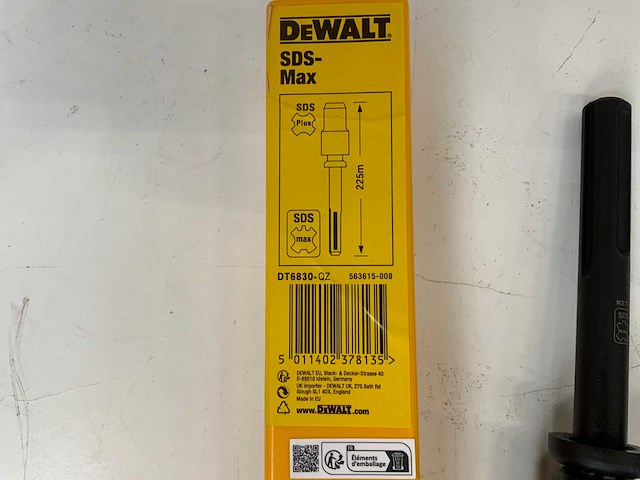 DEWALT
SDS-
Max
SDS
Plus
225m
SDS
max
DT6830-QZ 563615-008
5 011402 378135 >
DEWALT EU, Black- & Decker-Strasse 40
D-65510 Idstein, Germany
UK Importer - DEWALT UK, 270 Bath Rd
Slough SL1 4DX, England
Made in EU
www.DEWALT.com
FR
Éléments
d'emballage